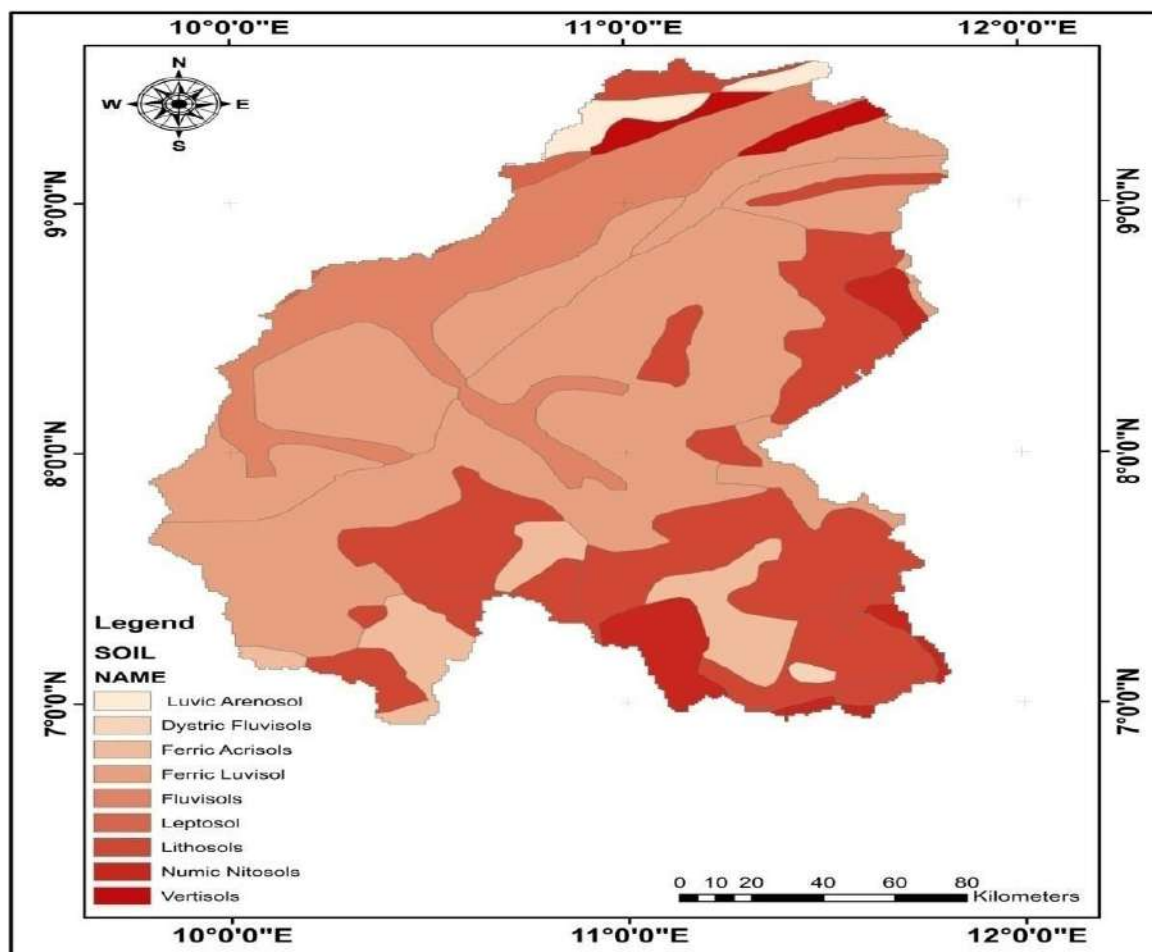 10°0'0"E 11°0'0"E 12°0'0"E
N
W E
S
9°0'0"N 9°0'0"N
8°0'0"N 8°0'0"N
7°0'0"N 7°0'0"N
Legend
SOIL
NAME
Luvic Arenosol
Dystric Fluvisols
Ferric Acrisols
Ferric Luvisol
Fluvisols
Leptosol
Lithosols
Numic Nitosols
Vertisols
0 10 20 40 60 80
Kilometers
10°0'0"E 11°0'0"E 12°0'0"E